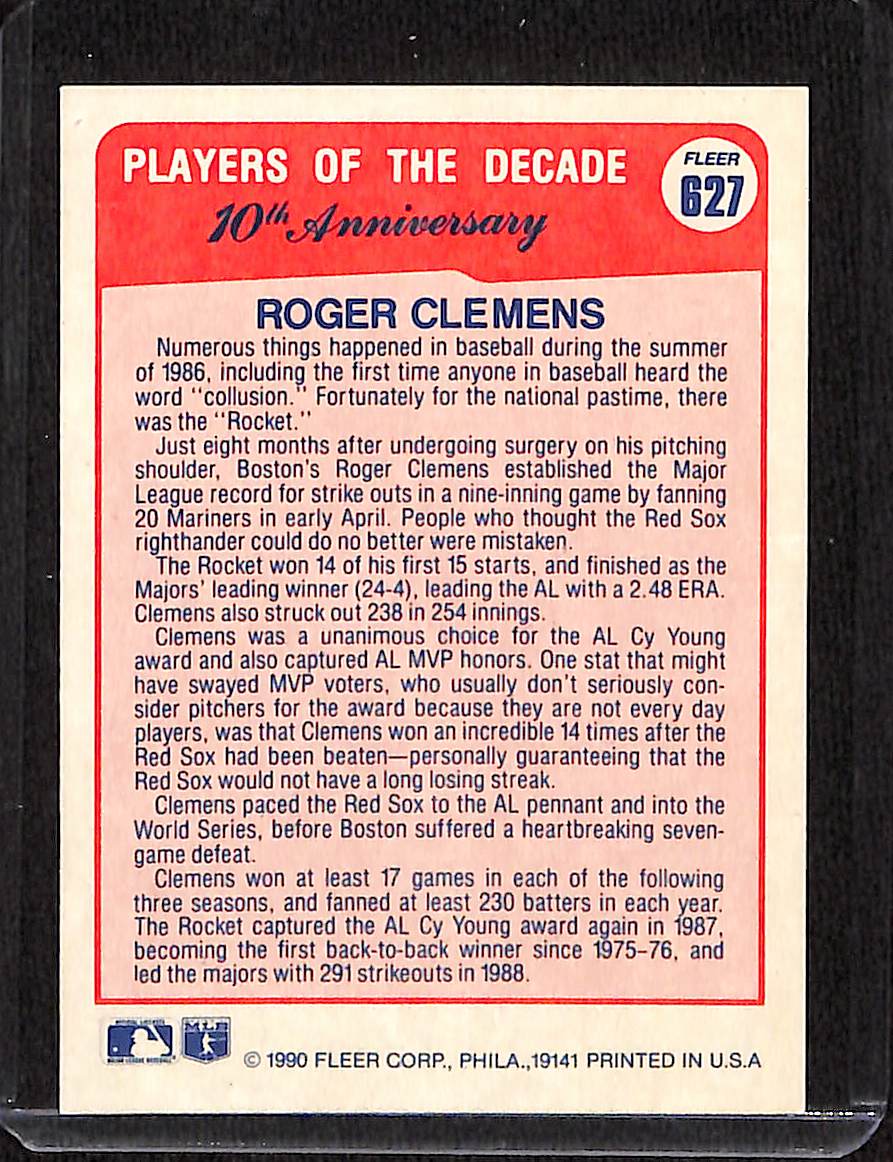 PLAYERS OF THE DECADE
FLEER
627
10th Anniversary
ROGER CLEMENS
Numerous things happened in baseball during the summer
of 1986, including the first time anyone in baseball heard the
word "collusion." Fortunately for the national pastime, there
was the "Rocket."
Just eight months after undergoing surgery on his pitching
shoulder, Boston's Roger Clemens established the Major
League record for strike outs in a nine-inning game by fanning
20 Mariners in early April. People who thought the Red Sox
righthander could do no better were mistaken.
The Rocket won 14 of his first 15 starts, and finished as the
Majors' leading winner (24-4), leading the AL with a 2.48 ERA.
Clemens also struck out 238 in 254 innings.
Clemens was a unanimous choice for the AL Cy Young
award and also captured AL MVP honors. One stat that might
have swayed MVP voters, who usually don't seriously con-
sider pitchers for the award because they are not every day
players, was that Clemens won an incredible 14 times after the
Red Sox had been beaten—personally guaranteeing that the
Red Sox would not have a long losing streak.
Clemens paced the Red Sox to the AL pennant and into the
World Series, before Boston suffered a heartbreaking seven-
game defeat.
Clemens won at least 17 games in each of the following
three seasons, and fanned at least 230 batters in each year.
The Rocket captured the AL Cy Young award again in 1987,
becoming the first back-to-back winner since 1975-76, and
led the majors with 291 strikeouts in 1988.
© 1990 FLEER CORP., PHILA.,19141 PRINTED IN U.S.A